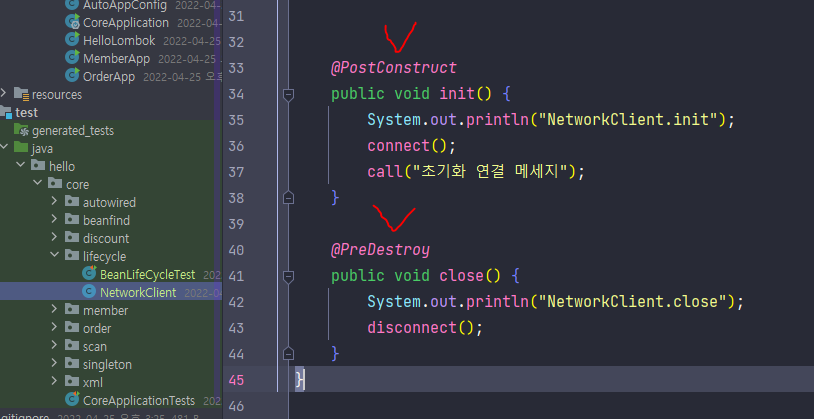 AutoAppConfig 2022-04-25
CoreApplication 2022-04-25
HelloLombok 2022-04-25
MemberApp 2022-04-25
OrderApp 2022-04-25 오
resources
test
generated_tests
java
hello
core
autowired
beanfind
discount
lifecycle
BeanLifeCycleTest 202
NetworkClient 2022-04
member
order
scan
singleton
xml
CoreApplicationTests 2022
.gitignore 2022-04-25 오후 3:25, 481 B
31
32
33 @PostConstruct
34 public void init() {
35 System.out.println("NetworkClient.init");
36 connect();
37 call("초기화 연결 메세지");
38 }
39
40 @PreDestroy
41 public void close() {
42 System.out.println("NetworkClient.close");
43 disconnect();
44 }
45 }
46